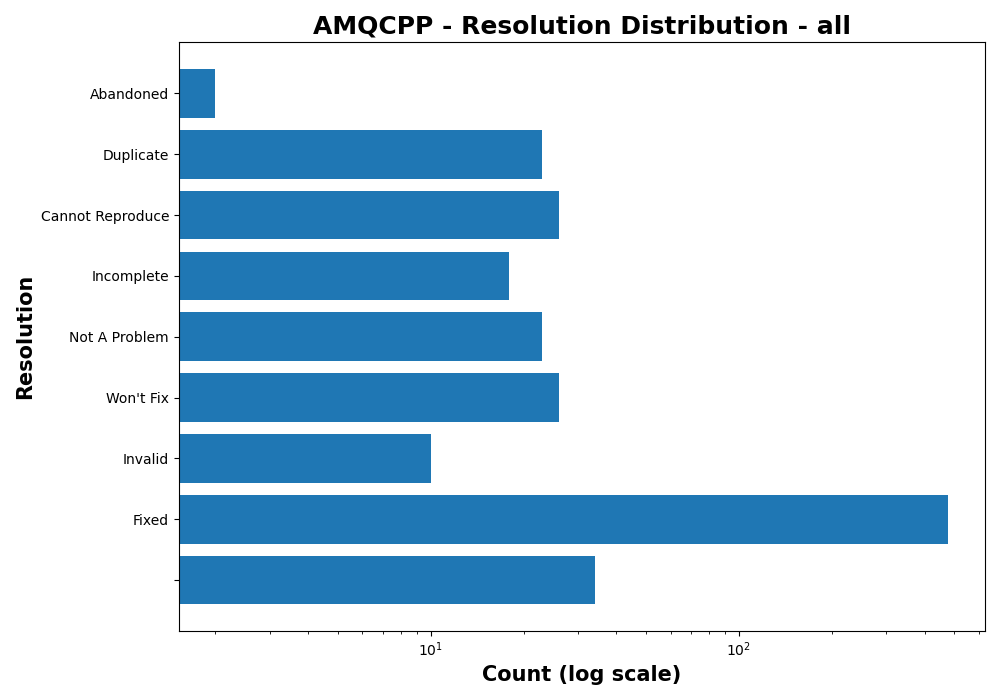 AMQCPP - Resolution Distribution - all
Resolution
Abandoned
Duplicate
Cannot Reproduce
Incomplete
Not A Problem
Won't Fix
Invalid
Fixed
10¹ 10²
Count (log scale)